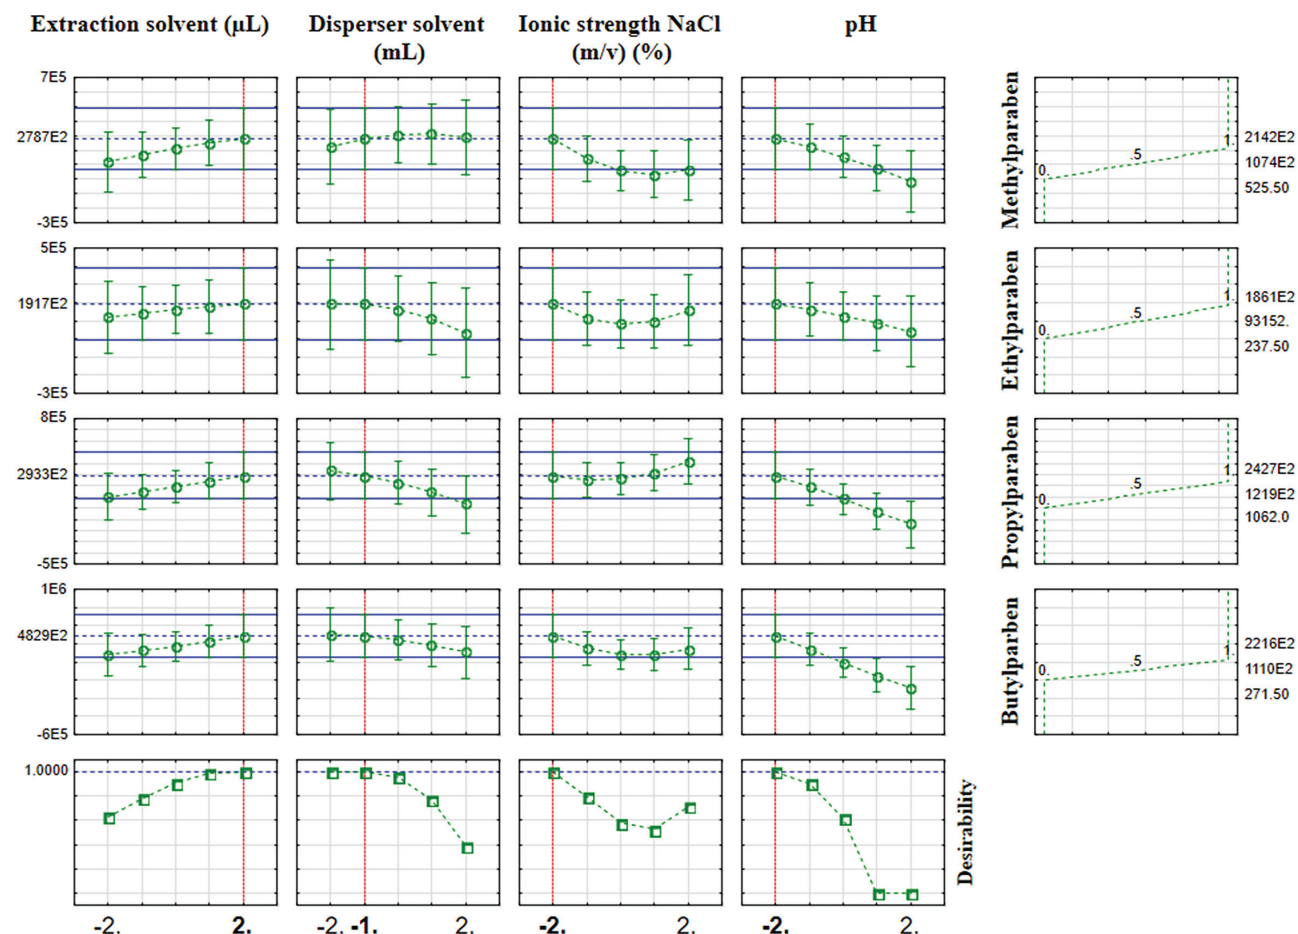 Extraction solvent (μL)
Disperser solvent
(mL)
Ionic strength NaCl
(m/v) (%)
pH
7E5
2787E2
-3E5
Methylparaben
0.
.5
1.
2142E2
1074E2
525.50
5E5
1917E2
-3E5
Ethylparaben
0.
.5
1.
1861E2
93152.
237.50
8E5
2933E2
-5E5
Propylparaben
0.
.5
1.
2427E2
1219E2
1062.0
1E6
4829E2
-6E5
Butylparben
0.
.5
1.
2216E2
1110E2
271.50
1.0000
Desirability
-2. 2. -2. -1. 2. -2. 2. -2. 2.